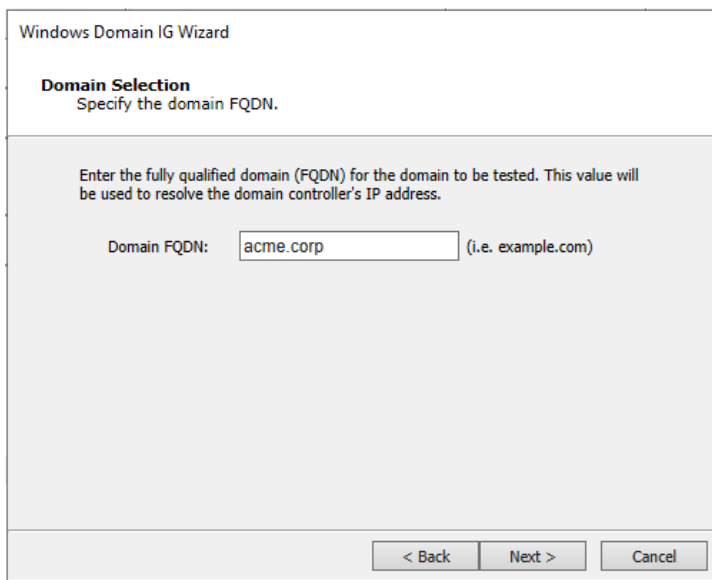 Windows Domain IG Wizard
Domain Selection
Specify the domain FQDN.
Enter the fully qualified domain (FQDN) for the domain to be tested. This value will
be used to resolve the domain controller's IP address.
Domain FQDN: acme.corp (i.e. example.com)
< Back Next > Cancel